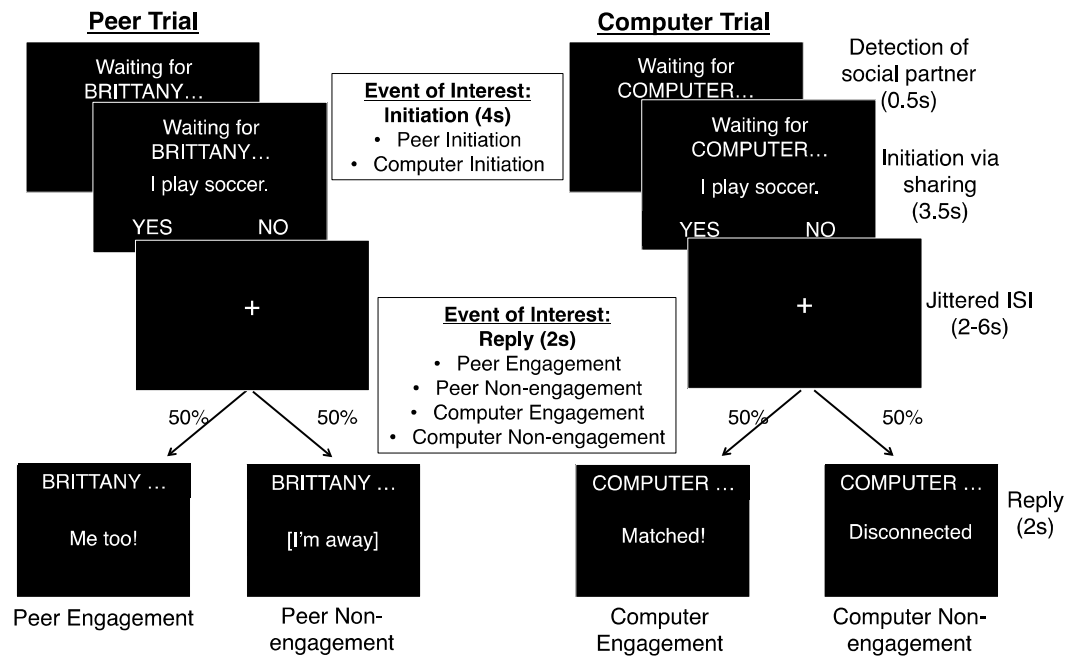 Peer Trial
Waiting for
BRITTANY…
Waiting for
BRITTANY…
I play soccer.
YES NO
+
50% 50%
BRITTANY …
Me too!
Peer Engagement
BRITTANY …
[I'm away]
Peer Non-
engagement
Event of Interest:
Initiation (4s)
• Peer Initiation
• Computer Initiation
Event of Interest:
Reply (2s)
• Peer Engagement
• Peer Non-engagement
• Computer Engagement
• Computer Non-engagement
Computer Trial
Waiting for
COMPUTER…
Waiting for
COMPUTER…
I play soccer.
YES NO
+
50% 50%
COMPUTER …
Matched!
Computer
Engagement
COMPUTER …
Disconnected
Computer Non-
engagement
Detection of
social partner
(0.5s)
Initiation via
sharing
(3.5s)
Jittered ISI
(2-6s)
Reply
(2s)